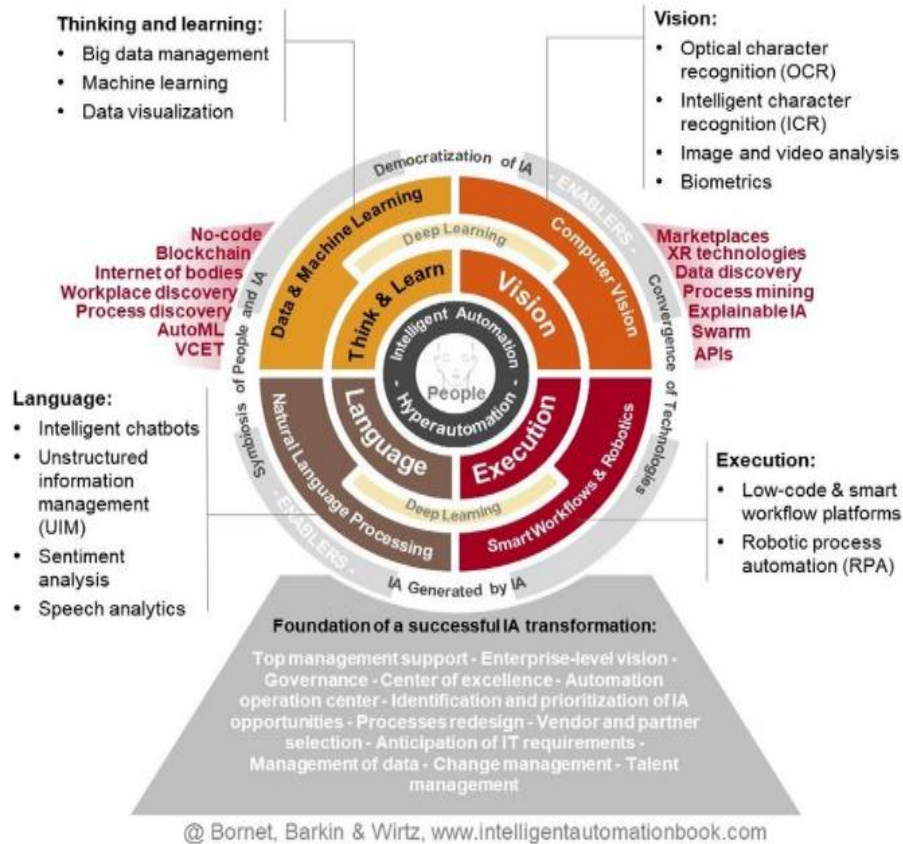 Thinking and learning:
• Big data management
• Machine learning
• Data visualization
Vision:
• Optical character
recognition (OCR)
• Intelligent character
recognition (ICR)
• Image and video analysis
• Biometrics
No-code
Blockchain
Internet of bodies
Workplace discovery
Process discovery
AutoML
VCET
Marketplaces
XR technologies
Data discovery
Process mining
Explainable IA
Swarm
APIs
Democratization of IA
- ENABLERS -
Convergence of Technologies
Symbiosis of People and IA
- ENABLERS -
IA Generated by IA
Data & Machine Learning
Computer Vision
Deep Learning
Think & Learn
Vision
Intelligent Automation
People
- Hyperautomation -
Language
Execution
Deep Learning
Natural Language Processing
Smart Workflows & Robotics
Language:
• Intelligent chatbots
• Unstructured
information
management
(UIM)
• Sentiment
analysis
• Speech analytics
Execution:
• Low-code & smart
workflow platforms
• Robotic process
automation (RPA)
Foundation of a successful IA transformation:
Top management support - Enterprise-level vision -
Governance - Center of excellence - Automation
operation center - Identification and prioritization of IA
opportunities - Processes redesign - Vendor and partner
selection - Anticipation of IT requirements -
Management of data - Change management - Talent
management
@ Bornet, Barkin & Wirtz, www.intelligentautomationbook.com